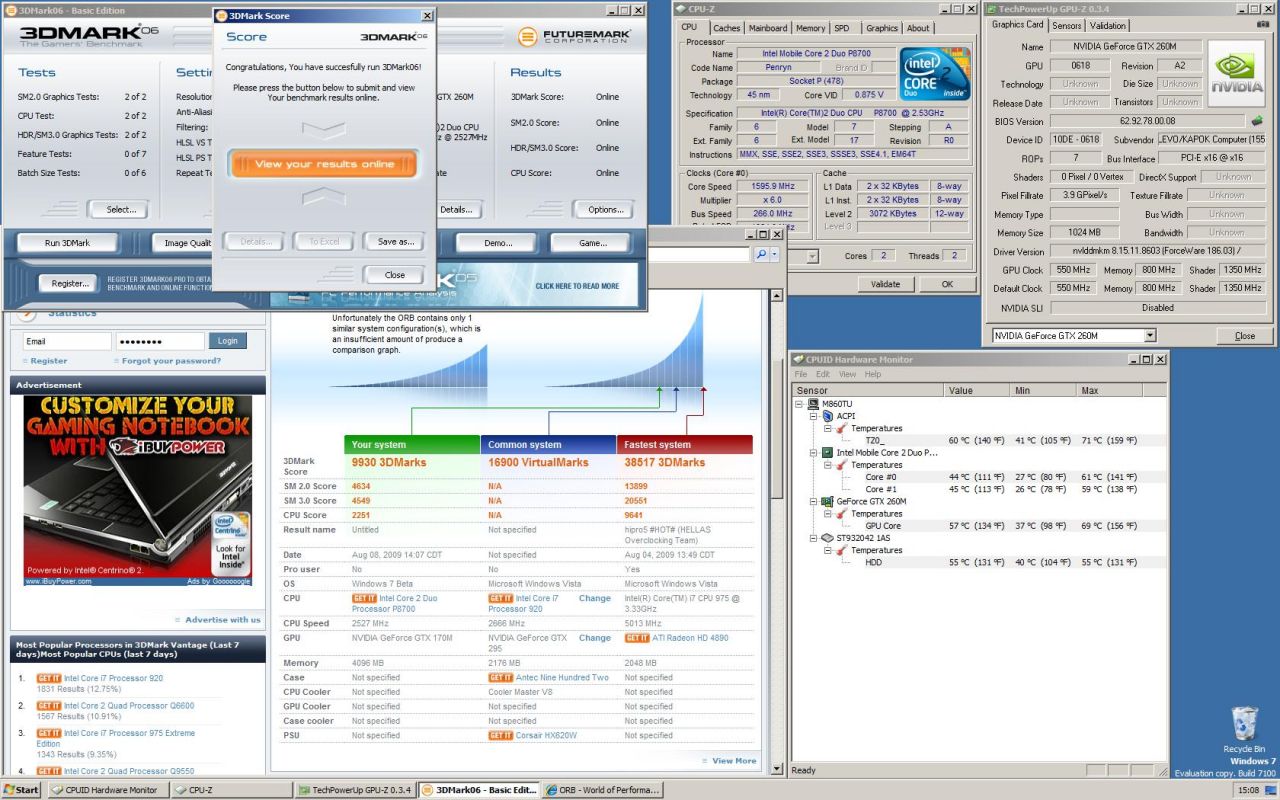 3DMark06 - Basic Edition
3DMARK06
The Gamers' Benchmark
FUTUREMARK CORPORATION
Tests
SM2.0 Graphics Tests: 2 of 2
CPU Test: 2 of 2
HDR/SM3.0 Graphics Tests: 2 of 2
Feature Tests: 0 of 7
Batch Size Tests: 0 of 6
Select...
Resolution
Anti-Alias
Filtering:
HLSL VS T
HLSL PS T
Repeat T
GTX 260M
2 Duo CPU
@ 2527MHz
Details...
Results
3DMark Score: Online
SM2.0 Score: Online
HDR/SM3.0 Score: Online
CPU Score: Online
Options...
Run 3DMark
Image Qualit
Demo...
Game...
Register...
REGISTER 3DMARK06 PRO TO OBTA
BENCHMARK AND ONLINE FUNCTION
CLICK HERE TO READ MORE
3DMark Score
Score
3DMARK06
Congratulations, You have succesfully run 3DMark06!
Please press the button below to submit and view
Your benchmark results online.
View your results online
Details...
To Excel
Save as...
Close
Statistics
Email
Login
Register
Forgot your password?
Advertisement
CUSTOMIZE YOUR
GAMING NOTEBOOK
WITH iBUYPOWER
intel
Centrino 2
inside
Look for
Intel
Inside®
Powered by Intel® Centrino® 2.
www.iBuyPower.com
Ads by Goooooogle
Advertise with us
Most Popular Processors in 3DMark Vantage (Last 7
days)Most Popular CPUs (last 7 days)
1. GET IT Intel Core i7 Processor 920
1831 Results (12.75%)
2. GET IT Intel Core 2 Quad Processor Q6600
1567 Results (10.91%)
3. GET IT Intel Core i7 Processor 975 Extreme
Edition
1343 Results (9.35%)
4. GET IT Intel Core 2 Quad Processor Q9550
Unfortunately the ORB contains only 1
similar system configuration(s), which is
an insufficient amount of produce a
comparison graph.
Your system Common system Fastest system
3DMark Score 9930 3DMarks 16900 VirtualMarks 38517 3DMarks
SM 2.0 Score 4634 N/A 13899
SM 3.0 Score 4549 N/A 20551
CPU Score 2251 N/A 9641
Result name Untitled Not specified hipro5 #HOT# (HELLAS Overclocking Team)
Date Aug 08, 2009 14:07 CDT Not specified Aug 04, 2009 13:49 CDT
Pro user No No Yes
OS Windows 7 Beta Microsoft Windows Vista Microsoft Windows Vista
CPU GET IT Intel Core 2 Duo Processor P8700 GET IT Intel Core i7 Processor 920 Change Intel(R) Core(TM) i7 CPU 975 @ 3.33GHz
CPU Speed 2527 MHz 2666 MHz 5013 MHz
GPU NVIDIA GeForce GTX 170M NVIDIA GeForce GTX 295 Change GET IT ATI Radeon HD 4890
Memory 4096 MB 2176 MB 2048 MB
Case Not specified GET IT Antec Nine Hundred Two Not specified
CPU Cooler Not specified Cooler Master V8 Not specified
GPU Cooler Not specified Not specified Not specified
Case cooler Not specified Not specified Not specified
PSU Not specified GET IT Corsair HX620W Not specified
View More
CPU-Z
CPU Caches Mainboard Memory SPD Graphics About
Processor
Name Intel Mobile Core 2 Duo P8700
Code Name Penryn Brand ID
Package Socket P (478)
Technology 45 nm Core VID 0.875 V
intel
CORE 2
Duo inside
Specification Intel(R) Core(TM)2 Duo CPU P8700 @ 2.53GHz
Family 6 Model 7 Stepping A
Ext. Family 6 Ext. Model 17 Revision R0
Instructions MMX, SSE, SSE2, SSE3, SSSE3, SSE4.1, EM64T
Clocks (Core #0)
Core Speed 1595.9 MHz
Multiplier x 6.0
Bus Speed 266.0 MHz
Cache
L1 Data 2 x 32 KBytes 8-way
L1 Inst. 2 x 32 KBytes 8-way
Level 2 3072 KBytes 12-way
Level 3
Cores 2 Threads 2
Validate
OK
TechPowerUp GPU-Z 0.3.4
Graphics Card Sensors Validation
Name NVIDIA GeForce GTX 260M
GPU 0618 Revision A2
Technology Unknown Die Size Unknown
Release Date Unknown Transistors Unknown
NVIDIA
BIOS Version 62.92.78.00.08
Device ID 10DE - 0618 Subvendor LEVO/KAPOK Computer (155
ROPs 7 Bus Interface PCI-E x16 @ x16
Shaders 0 Pixel / 0 Vertex DirectX Support Unknown
Pixel Fillrate 3.9 GPixel/s Texture Fillrate Unknown
Memory Type Bus Width Unknown
Memory Size 1024 MB Bandwidth Unknown
Driver Version nvlddmkm 8.15.11.8603 (ForceWare 186.03) /
GPU Clock 550 MHz Memory 800 MHz Shader 1350 MHz
Default Clock 550 MHz Memory 800 MHz Shader 1350 MHz
NVIDIA SLI Disabled
NVIDIA GeForce GTX 260M
Close
CPUID Hardware Monitor
File Edit View Help
Sensor Value Min Max
M860TU
ACPI
Temperatures
TZ0_ 60 °C (140 °F) 41 °C (105 °F) 71 °C (159 °F)
Intel Mobile Core 2 Duo P...
Temperatures
Core #0 44 °C (111 °F) 27 °C (80 °F) 61 °C (141 °F)
Core #1 45 °C (113 °F) 26 °C (78 °F) 59 °C (138 °F)
GeForce GTX 260M
Temperatures
GPU Core 57 °C (134 °F) 37 °C (98 °F) 69 °C (156 °F)
ST932042 1AS
Temperatures
HDD 55 °C (131 °F) 40 °C (104 °F) 55 °C (131 °F)
Ready
Recycle Bin
Windows 7
Evaluation copy. Build 7100
Start
CPUID Hardware Monitor
CPU-Z
TechPowerUp GPU-Z 0.3.4
3DMark06 - Basic Edit...
ORB - World of Performa...
15:08